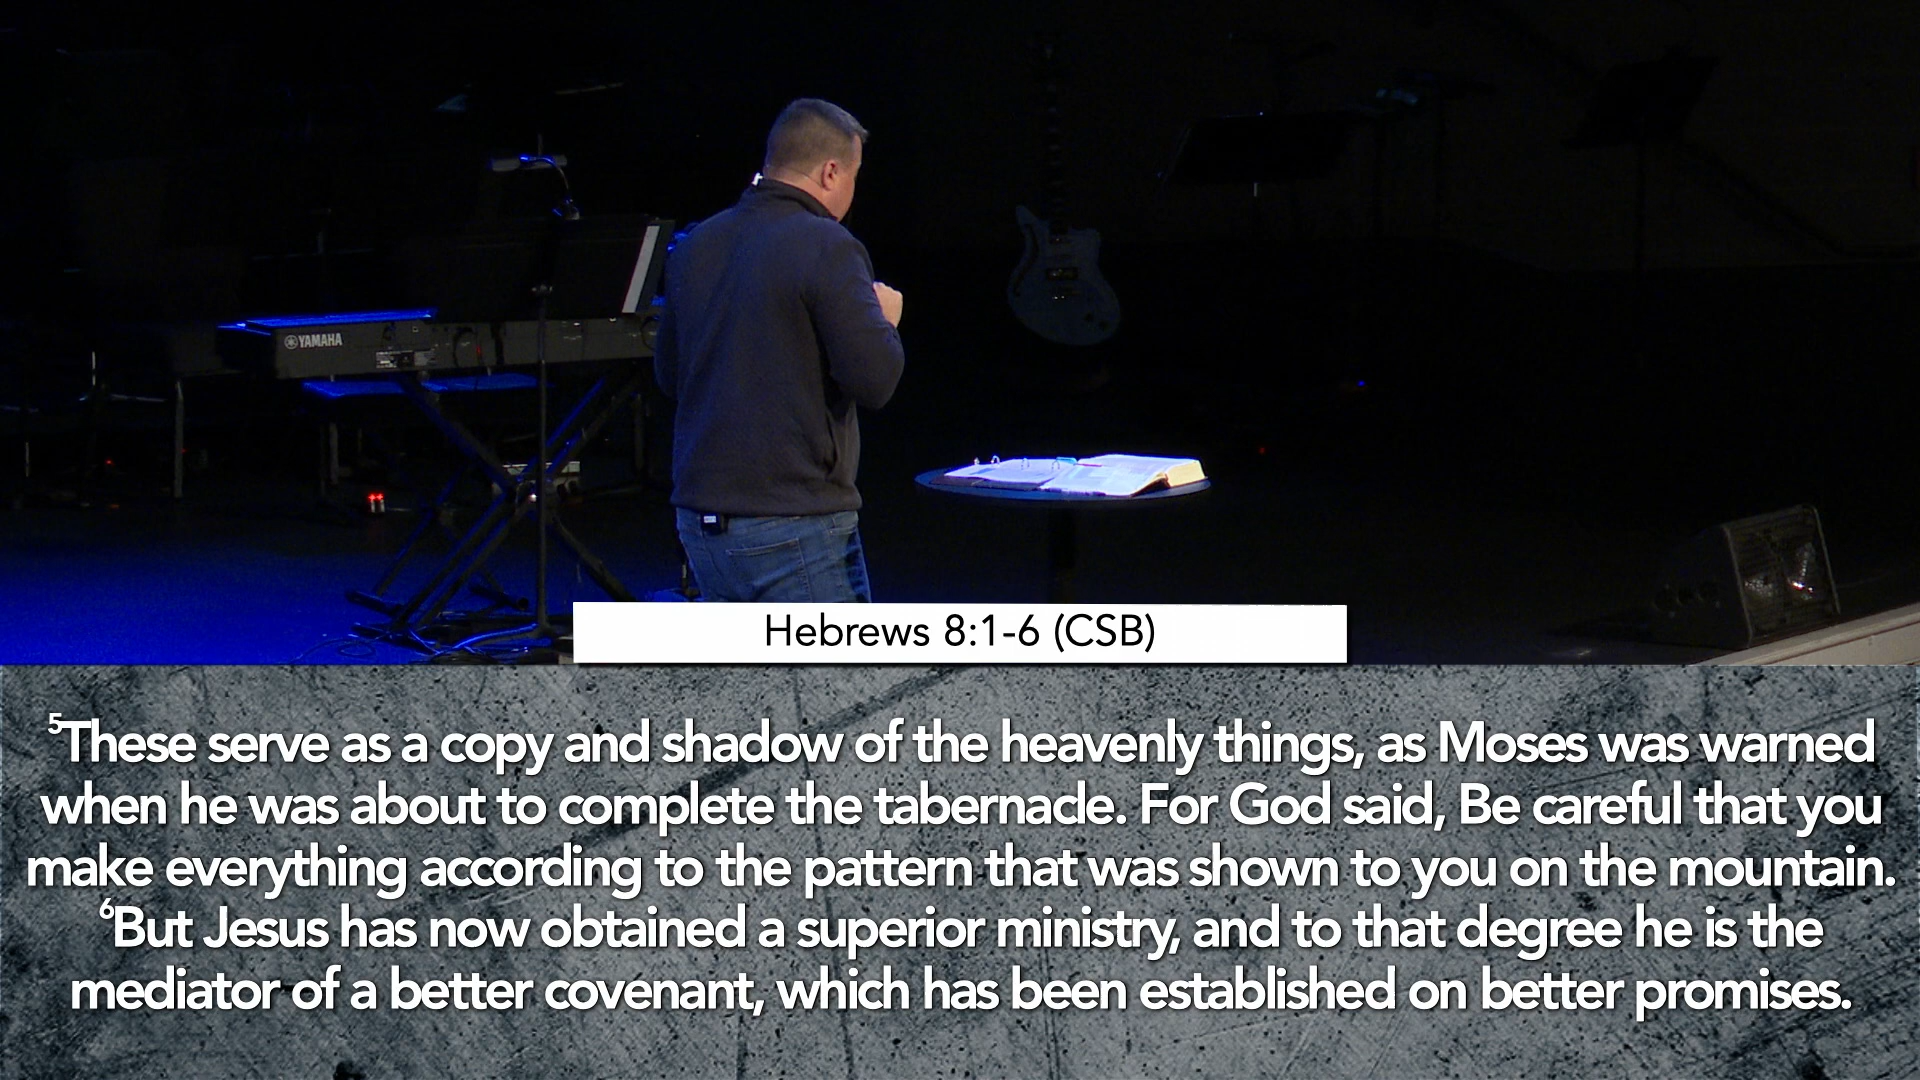 YAMAHA
Hebrews 8:1-6 (CSB)
⁵These serve as a copy and shadow of the heavenly things, as Moses was warned
when he was about to complete the tabernacle. For God said, Be careful that you
make everything according to the pattern that was shown to you on the mountain.
⁶But Jesus has now obtained a superior ministry, and to that degree he is the
mediator of a better covenant, which has been established on better promises.